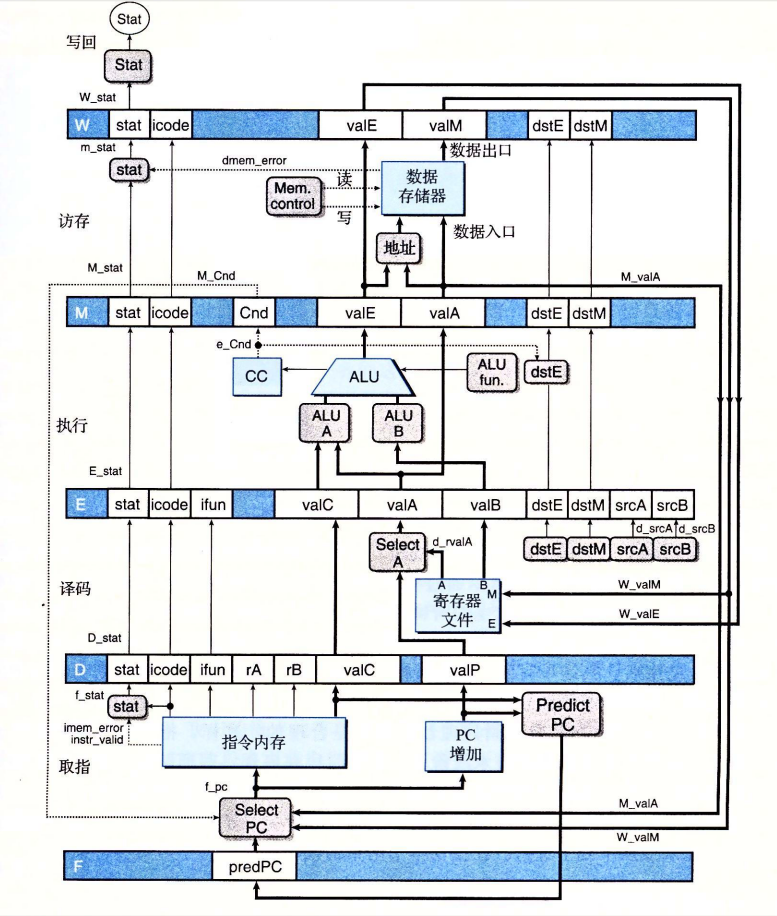 Stat
写回
Stat
W_stat
W stat icode valE valM dstE dstM
m_stat
数据出口
stat
dmem_error
读
数据
存储器
Mem.
control
写
访存
地址
数据入口
M_stat
M_Cnd
M_valA
M stat icode Cnd valE valA dstE dstM
e_Cnd
CC
ALU
ALU
fun.
dstE
执行
ALU
A
ALU
B
E_stat
E stat icode ifun valC valA valB dstE dstM srcA srcB
d_srcA d_srcB
Select
A
d_rvalA
dstE dstM srcA srcB
译码
A B
M
寄存器
文件
E
W_valM
W_valE
D_stat
D stat icode ifun rA rB valC valP
f_stat
stat
imem_error
instr_valid
指令内存
PC
增加
Predict
PC
取指
f_pc
Select
PC
M_valA
W_valM
F predPC